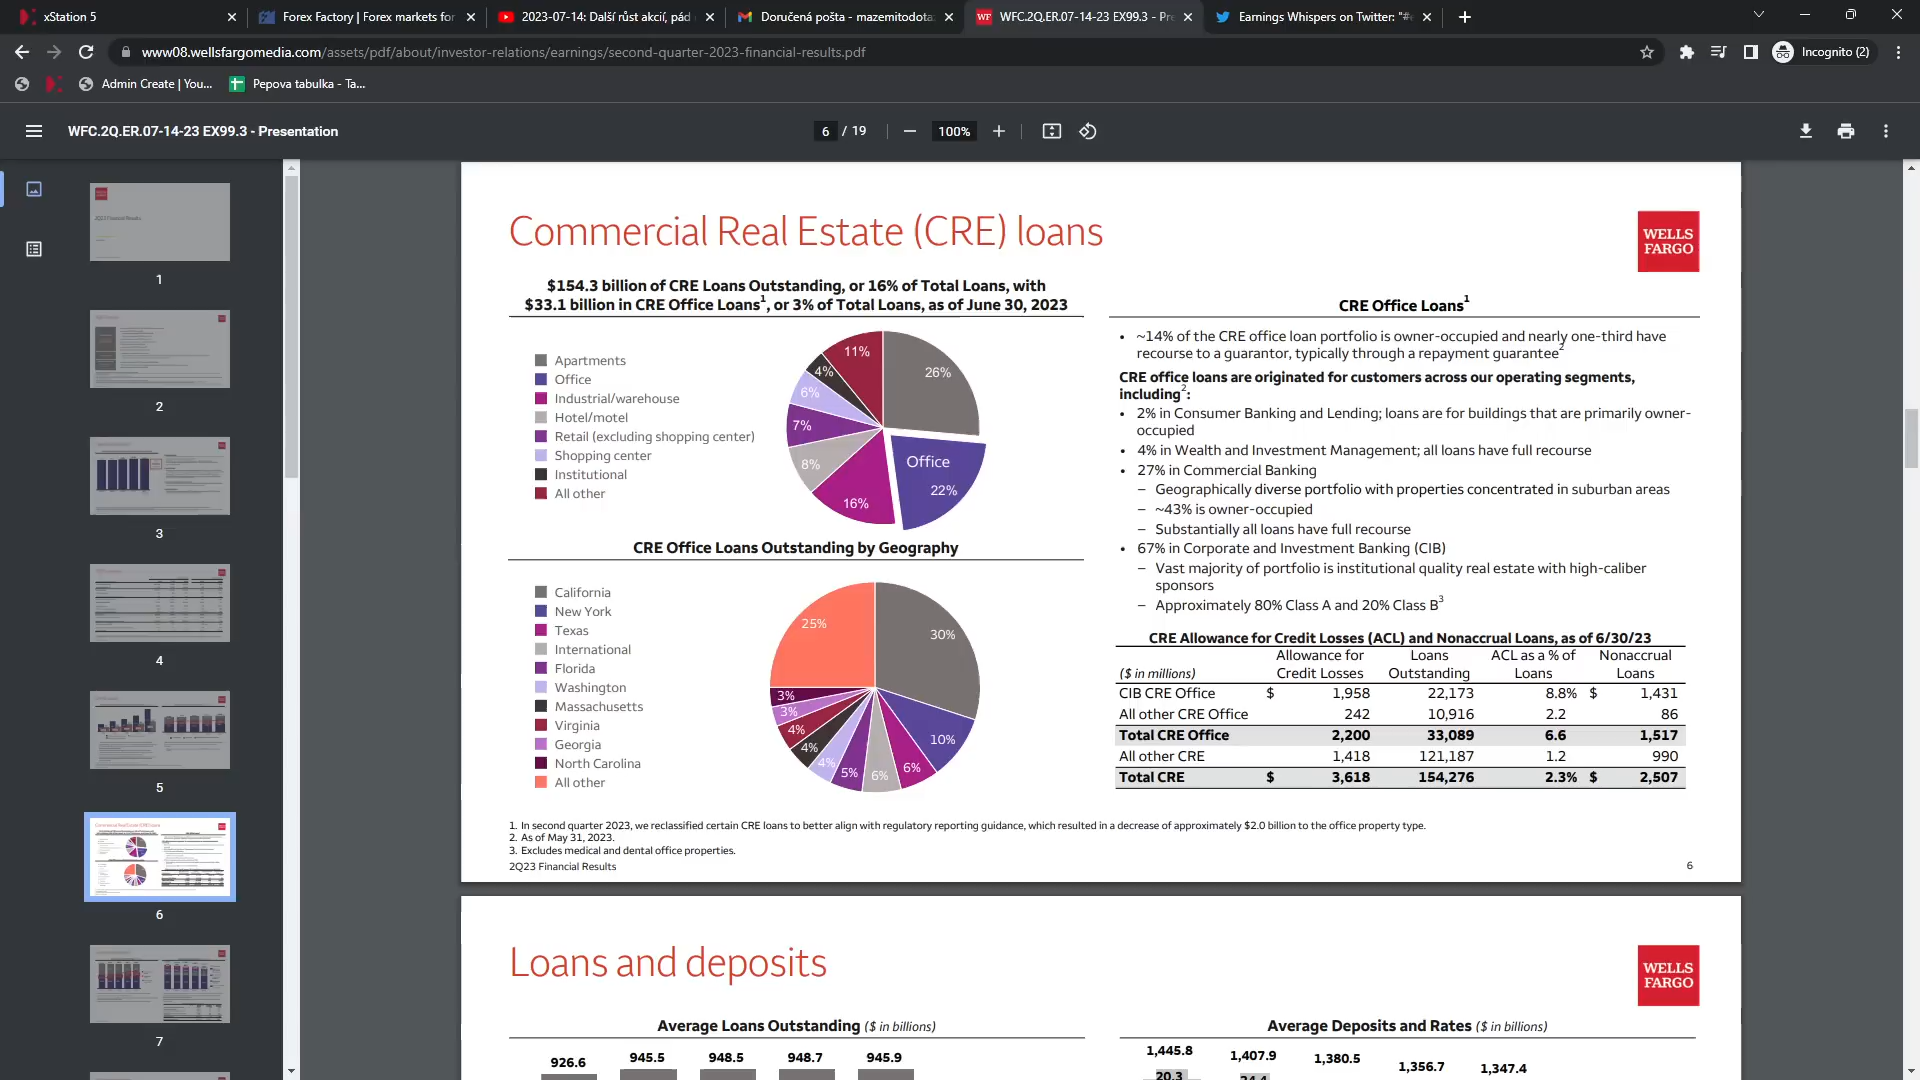 xStation 5
Forex Factory | Forex markets for
2023-07-14: Další růst akcií, pád
Doručená pošta - mazemitodota
WFC.2Q.ER.07-14-23 EX99.3 - Pre
Earnings Whispers on Twitter: "#
www08.wellsfargomedia.com/assets/pdf/about/investor-relations/earnings/second-quarter-2023-financial-results.pdf
Incognito (2)
Admin Create | You...
Pepova tabulka - Ta...
WFC.2Q.ER.07-14-23 EX99.3 - Presentation
6 / 19
100%
1
2
3
4
5
6
7
Commercial Real Estate (CRE) loans
WELLS
FARGO
$154.3 billion of CRE Loans Outstanding, or 16% of Total Loans, with
$33.1 billion in CRE Office Loans1, or 3% of Total Loans, as of June 30, 2023
Apartments
Office
Industrial/warehouse
Hotel/motel
Retail (excluding shopping center)
Shopping center
Institutional
All other
26%
Office
22%
16%
8%
7%
6%
4%
11%
CRE Office Loans Outstanding by Geography
California
New York
Texas
International
Florida
Washington
Massachusetts
Virginia
Georgia
North Carolina
All other
30%
10%
6%
6%
5%
4%
4%
4%
3%
3%
25%
CRE Office Loans1
• ~14% of the CRE office loan portfolio is owner-occupied and nearly one-third have
recourse to a guarantor, typically through a repayment guarantee2
CRE office loans are originated for customers across our operating segments,
including2:
• 2% in Consumer Banking and Lending; loans are for buildings that are primarily owner-
occupied
• 4% in Wealth and Investment Management; all loans have full recourse
• 27% in Commercial Banking
– Geographically diverse portfolio with properties concentrated in suburban areas
– ~43% is owner-occupied
– Substantially all loans have full recourse
• 67% in Corporate and Investment Banking (CIB)
– Vast majority of portfolio is institutional quality real estate with high-caliber
sponsors
– Approximately 80% Class A and 20% Class B3
CRE Allowance for Credit Losses (ACL) and Nonaccrual Loans, as of 6/30/23
Allowance for Loans ACL as a % of Nonaccrual
($ in millions) Credit Losses Outstanding Loans Loans
CIB CRE Office $ 1,958 22,173 8.8% $ 1,431
All other CRE Office 242 10,916 2.2 86
Total CRE Office 2,200 33,089 6.6 1,517
All other CRE 1,418 121,187 1.2 990
Total CRE $ 3,618 154,276 2.3% $ 2,507
1. In second quarter 2023, we reclassified certain CRE loans to better align with regulatory reporting guidance, which resulted in a decrease of approximately $2.0 billion to the office property type.
2. As of May 31, 2023.
3. Excludes medical and dental office properties.
2Q23 Financial Results
6
Loans and deposits
WELLS
FARGO
Average Loans Outstanding ($ in billions)
926.6 945.5 948.5 948.7 945.9
Average Deposits and Rates ($ in billions)
1,445.8 1,407.9 1,380.5 1,356.7 1,347.4
20.3